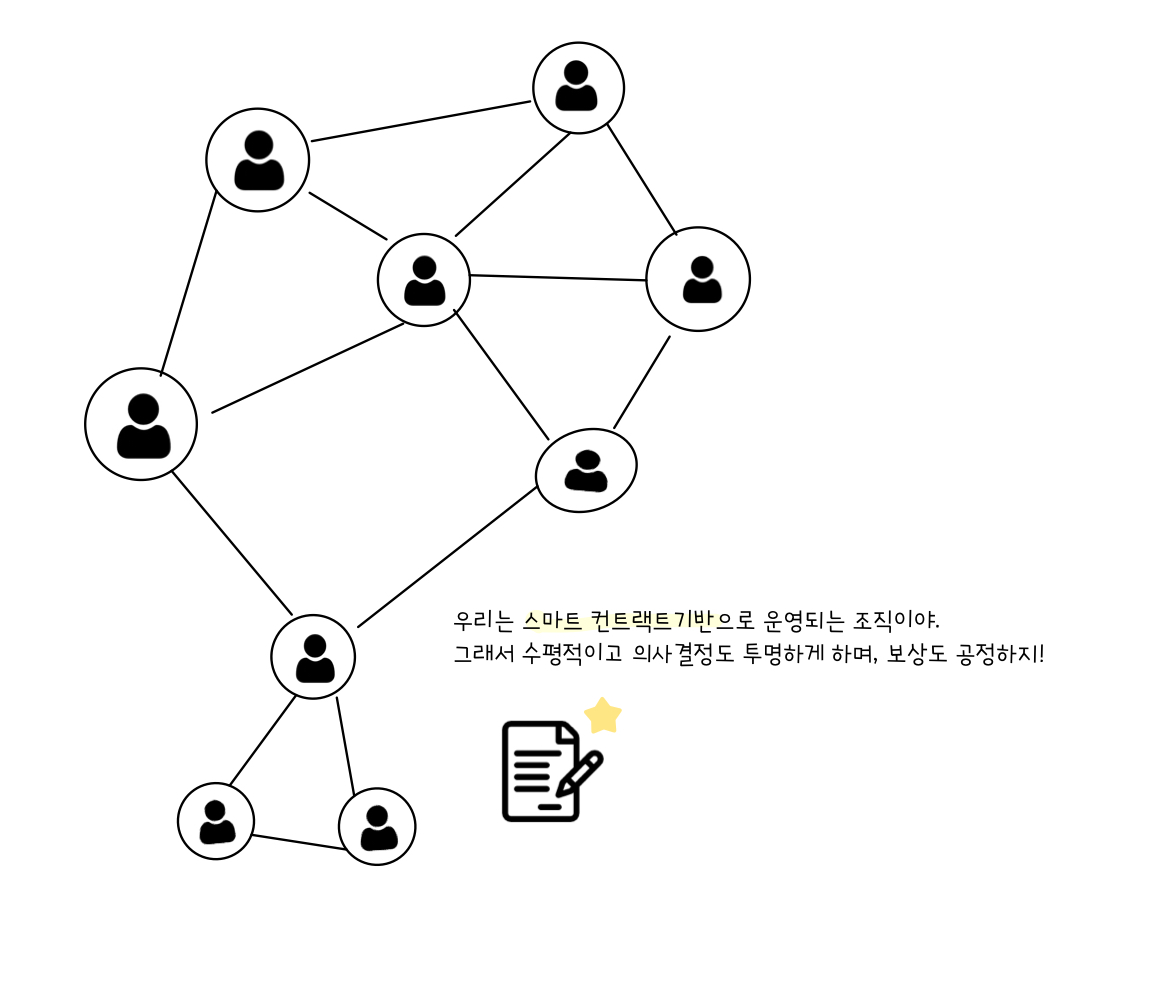 우리는 스마트 컨트랙트기반으로 운영되는 조직이야.
그래서 수평적이고 의사결정도 투명하게 하며, 보상도 공정하지!